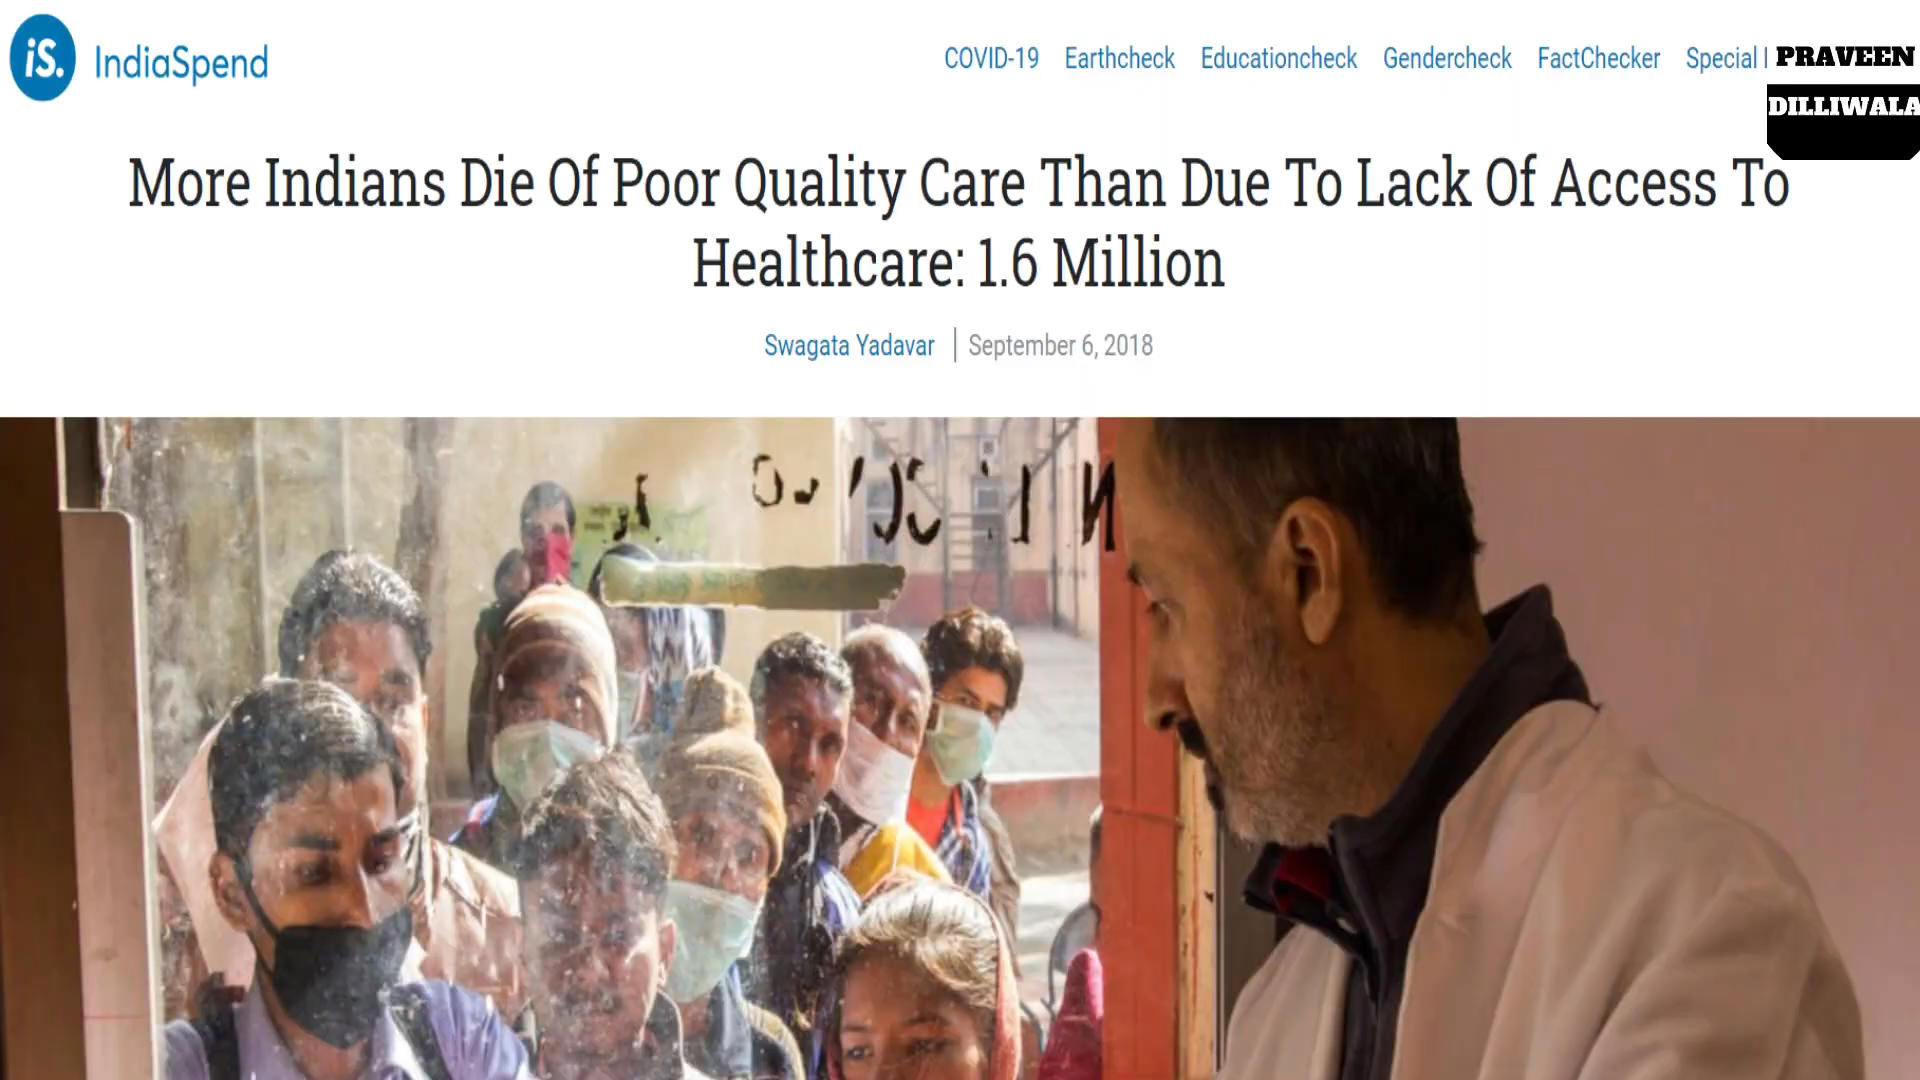 iS. IndiaSpend
COVID-19 Earthcheck Educationcheck Gendercheck FactChecker Special
PRAVEEN
DILLIWALA
More Indians Die Of Poor Quality Care Than Due To Lack Of Access To
Healthcare: 1.6 Million
Swagata Yadavar | September 6, 2018